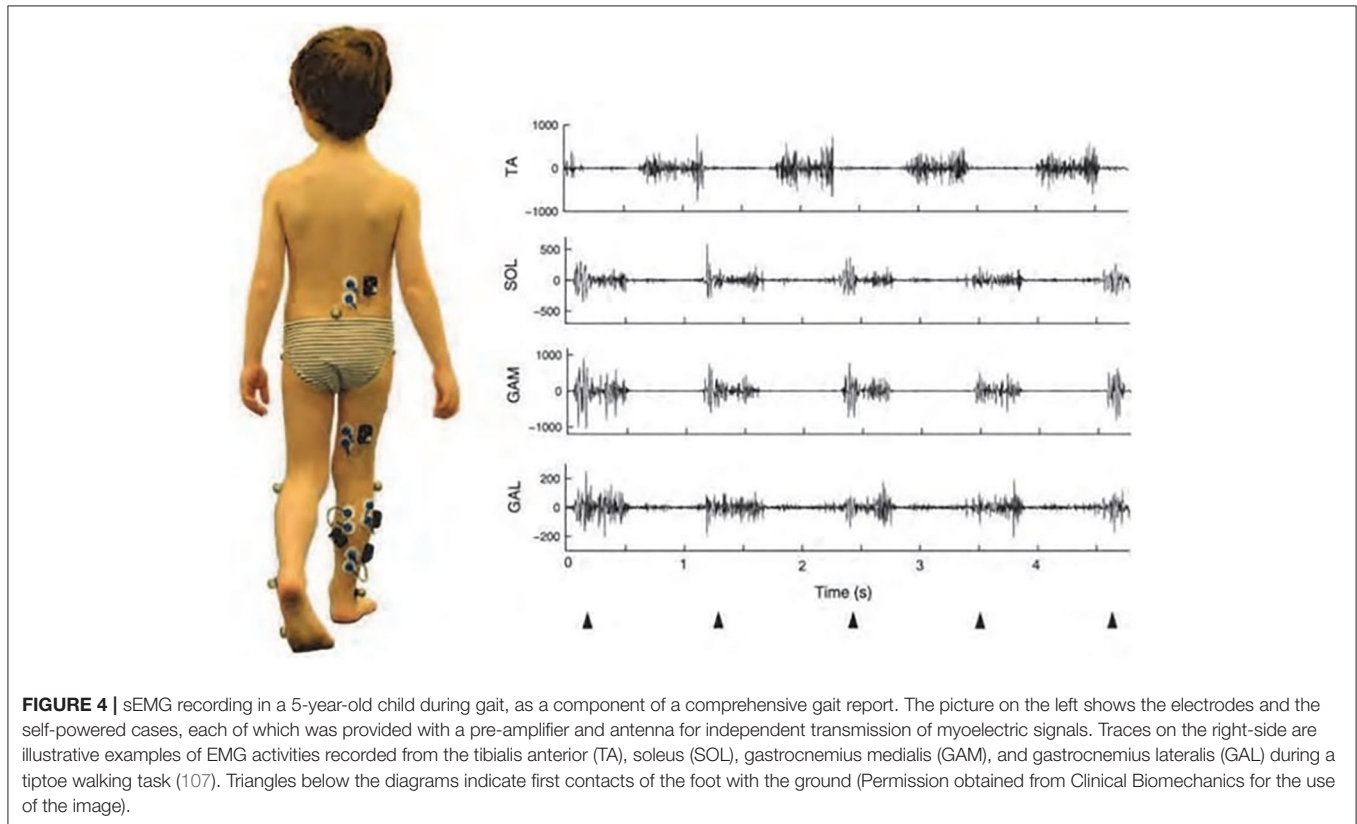 1000
TA
0
-1000
500
SOL
0
-500
1000
GAM
0
-1000
200
GAL
0
-200
0 1 2 3 4
Time (s)
FIGURE 4 | sEMG recording in a 5-year-old child during gait, as a component of a comprehensive gait report. The picture on the left shows the electrodes and the
self-powered cases, each of which was provided with a pre-amplifier and antenna for independent transmission of myoelectric signals. Traces on the right-side are
illustrative examples of EMG activities recorded from the tibialis anterior (TA), soleus (SOL), gastrocnemius medialis (GAM), and gastrocnemius lateralis (GAL) during a
tiptoe walking task (107). Triangles below the diagrams indicate first contacts of the foot with the ground (Permission obtained from Clinical Biomechanics for the use
of the image).